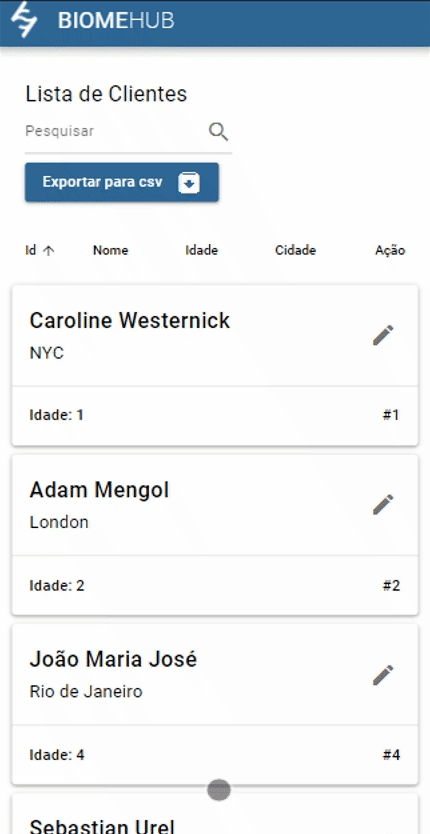 BIOMEHUB
Lista de Clientes
Pesquisar
Exportar para csv
Id Nome Idade Cidade Ação
Caroline Westernick
NYC
Idade: 1 #1
Adam Mengol
London
Idade: 2 #2
João Maria José
Rio de Janeiro
Idade: 4 #4
Sebastian Urel